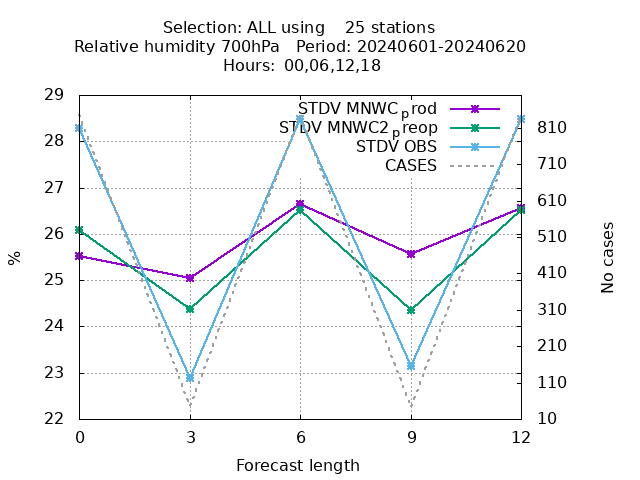 Selection: ALL using    25 stations
Relative humidity 700hPa   Period: 20240601-20240620
Hours: 00,06,12,18
STDV MNWC_prod
STDV MNWC2_preop
STDV OBS
CASES
29
28
27
26
25
24
23
22
%
810
710
610
510
410
310
210
110
10
No cases
0 3 6 9 12
Forecast length